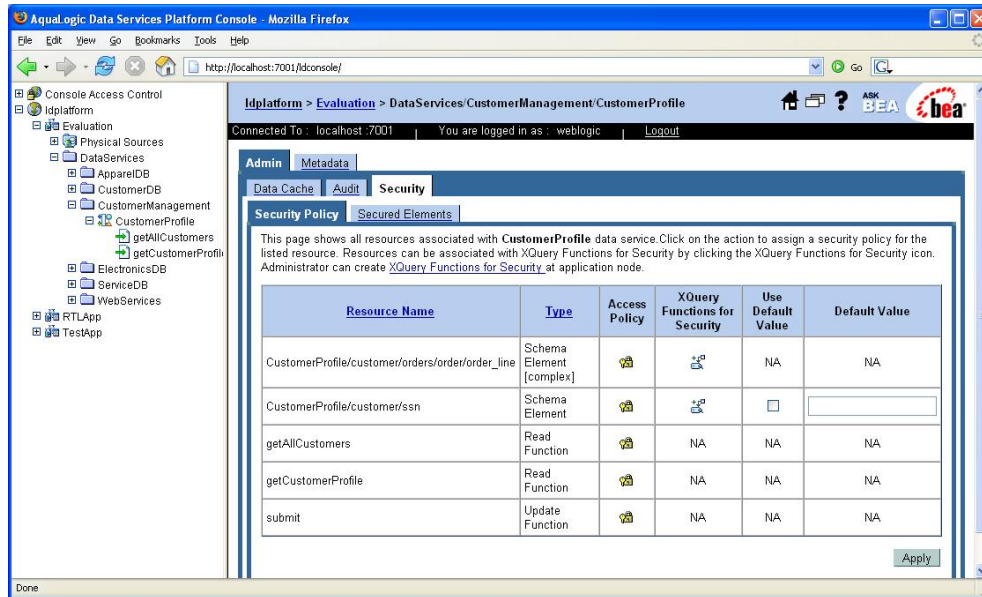 AquaLogic Data Services Platform Console - Mozilla Firefox
File Edit View Go Bookmarks Tools Help
http://localhost:7001/ldconsole/
Go
G
Console Access Control
ldplatform
Evaluation
Physical Sources
DataServices
ApparelDB
CustomerDB
CustomerManagement
CustomerProfile
getAllCustomers
getCustomerProfil
ElectronicsDB
ServiceDB
WebServices
RTLApp
TestApp
ldplatform > Evaluation > DataServices/CustomerManagement/CustomerProfile
?
ASK
BEA
bea
Connected To : localhost :7001 | You are logged in as : weblogic | Logout
Admin Metadata
Data Cache Audit Security
Security Policy Secured Elements
This page shows all resources associated with CustomerProfile data service.Click on the action to assign a security policy for the
listed resource. Resources can be associated with XQuery Functions for Security by clicking the XQuery Functions for Security icon.
Administrator can create XQuery Functions for Security at application node.
Resource Name Type Access Policy XQuery Functions for Security Use Default Value Default Value
CustomerProfile/customer/orders/order/order_line Schema Element [complex] NA NA
CustomerProfile/customer/ssn Schema Element
getAllCustomers Read Function NA NA NA
getCustomerProfile Read Function NA NA NA
submit Update Function NA NA NA
Apply
Done